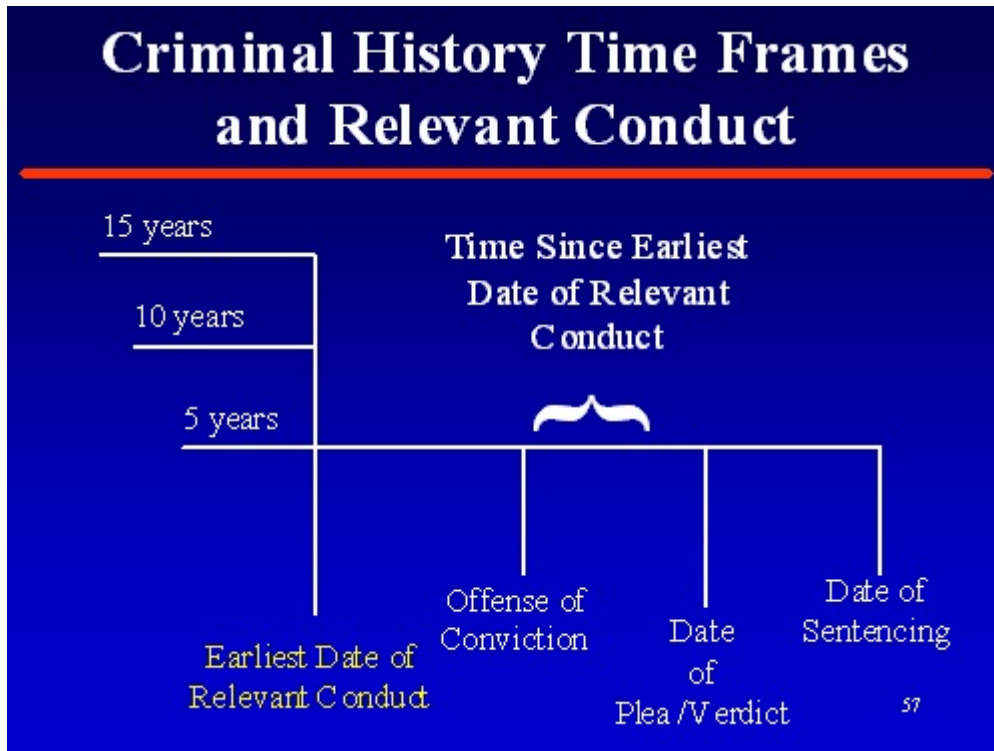 Criminal History Time Frames
and Relevant Conduct
15 years
Time Since Earliest
Date of Relevant
Conduct
10 years
5 years
Earliest Date of
Relevant Conduct
Offense of
Conviction
Date
of
Plea/Verdict
Date of
Sentencing
57